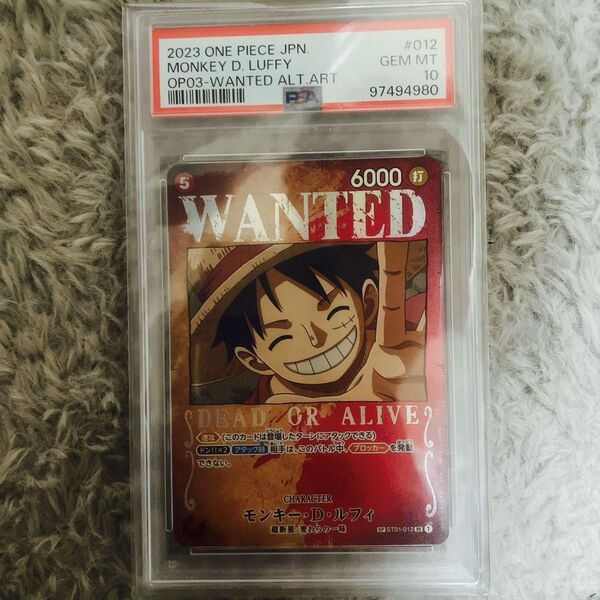 2023 ONE PIECE JPN. #012
MONKEY D. LUFFY GEM MT
OP03-WANTED ALT.ART 10
PSA 97494980
5 6000 打
WANTED
DEAD OR ALIVE
速攻 (このカードは登場したターンにアタックできる)
ドン!!×2 アタック時 相手は、このバトル中、ブロッカーを発動
できない。
CHARACTER
モンキー・D・ルフィ
超新星/麦わらの一味 SP ST01-012 SR 1